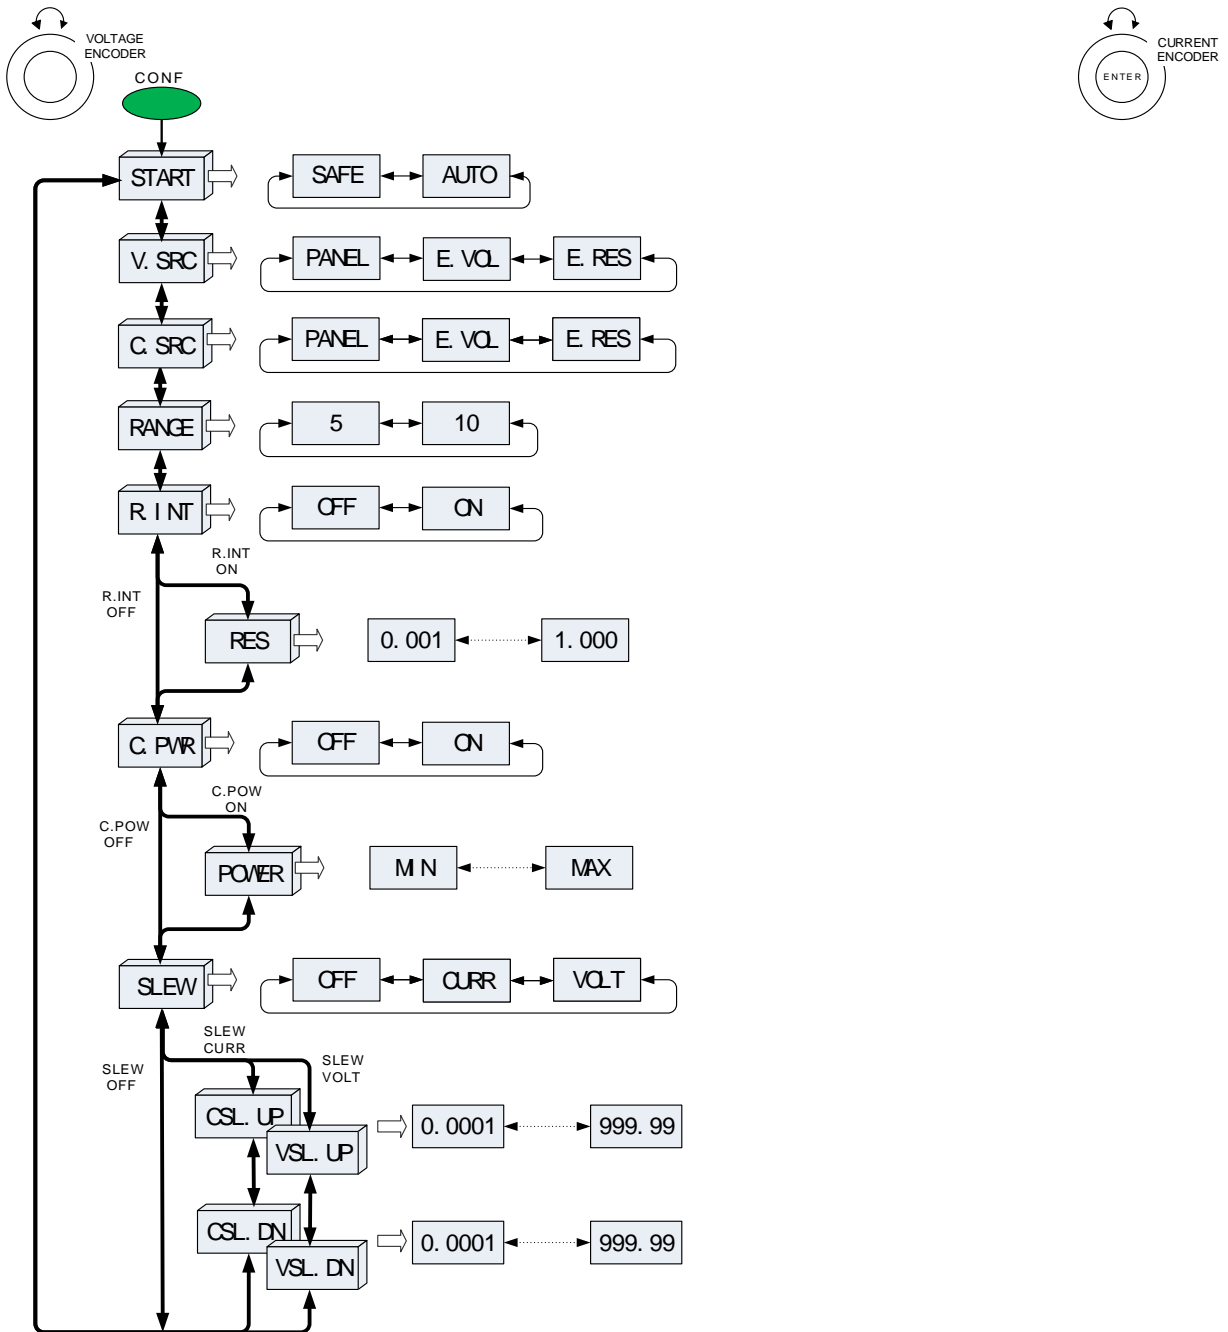 VOLTAGE
ENCODER
CURRENT
ENCODER
ENTER
CONF
START
SAFE
AUTO
V. SRC
PANEL
E. VOL
E. RES
C. SRC
PANEL
E. VOL
E. RES
RANGE
5
10
R. INT
OFF
ON
R.INT
ON
R.INT
OFF
RES
0. 001
1. 000
C. PWR
OFF
ON
C.POW
ON
C.POW
OFF
POWER
MIN
MAX
SLEW
OFF
CURR
VOLT
SLEW
CURR
SLEW
VOLT
SLEW
OFF
CSL. UP
VSL. UP
0. 0001
999. 99
CSL. DN
VSL. DN
0. 0001
999. 99